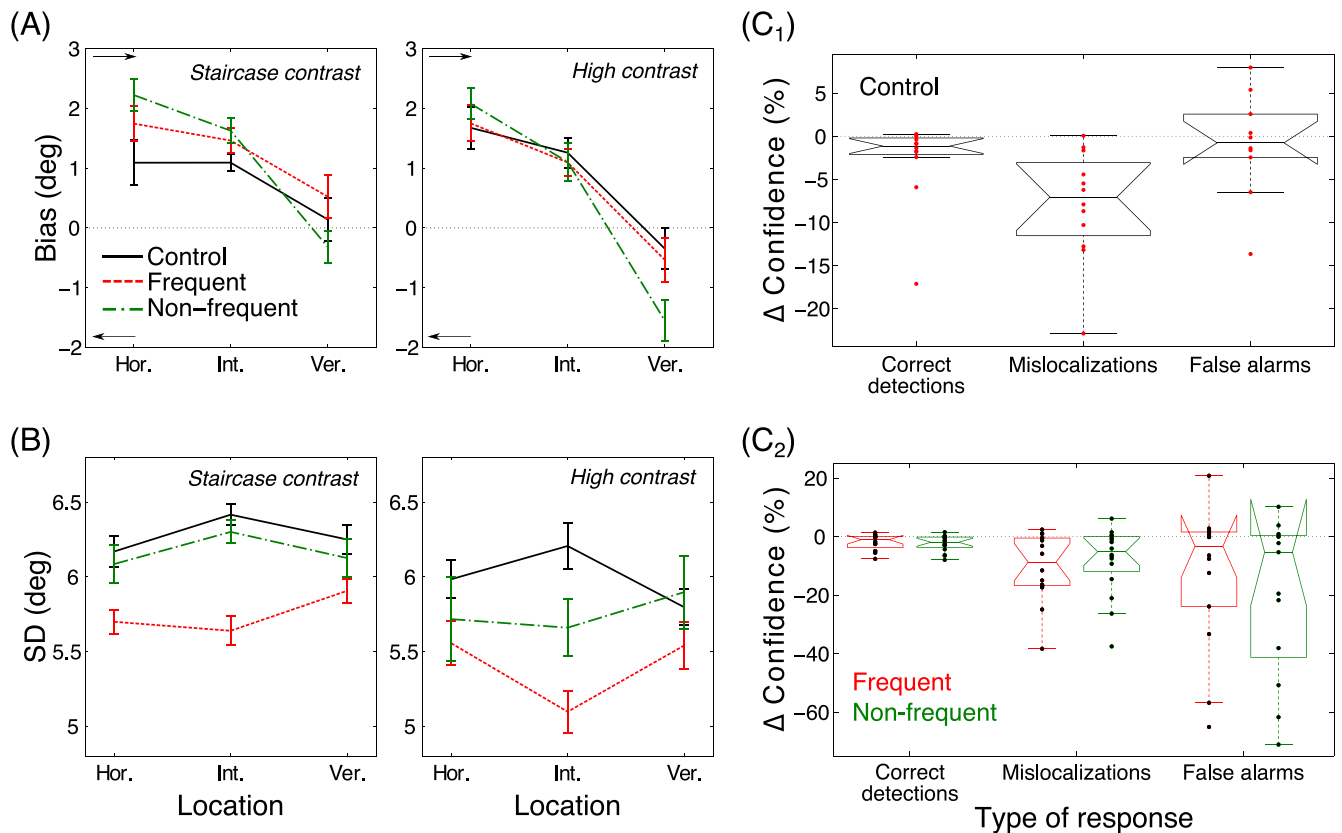 (A)
Staircase contrast
High contrast
3
2
1
0
−1
−2
Bias (deg)
Control
Frequent
Non−frequent
Hor.
Int.
Ver.
Hor.
Int.
Ver.
(B)
Staircase contrast
High contrast
6.5
6
5.5
5
SD (deg)
Hor.
Int.
Ver.
Hor.
Int.
Ver.
Location
Location
(C1)
Control
5
0
−5
−10
−15
−20
Δ Confidence (%)
Correct
detections
Mislocalizations
False alarms
(C2)
20
0
−20
−40
−60
Δ Confidence (%)
Frequent
Non-frequent
Correct
detections
Mislocalizations
False alarms
Type of response